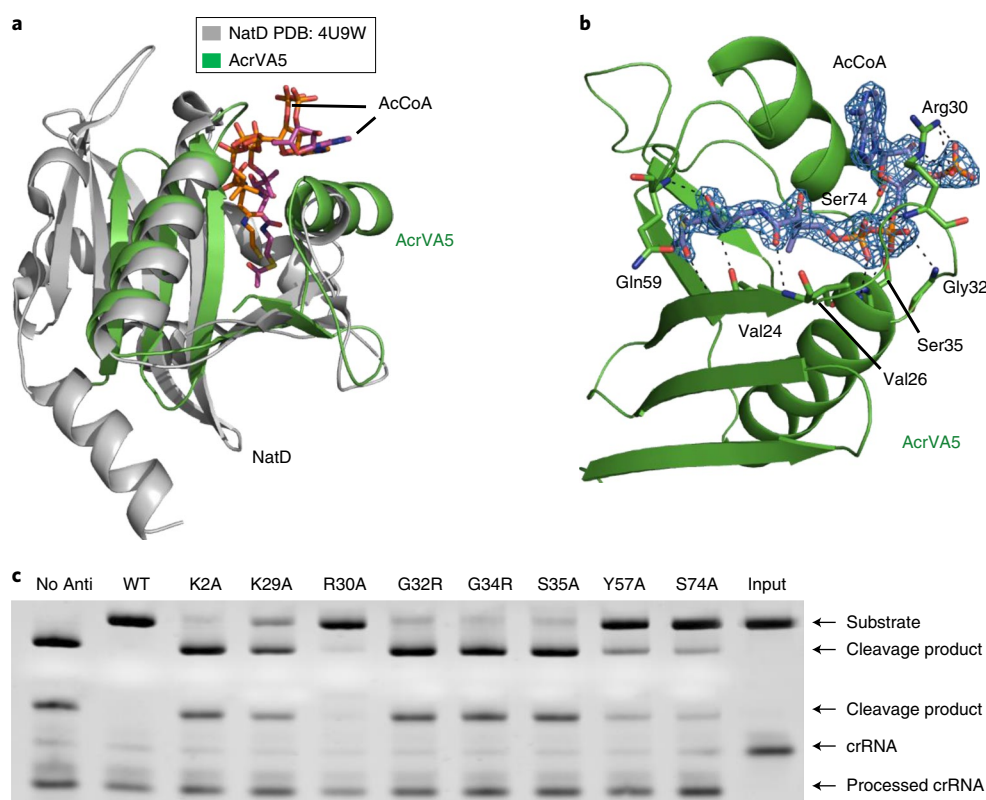 a
NatD PDB: 4U9W
AcrVA5
AcCoA
AcrVA5
NatD
b
AcCoA
Arg30
Ser74
Gln59
Gly32
Val24
Ser35
Val26
AcrVA5
c
No Anti WT K2A K29A R30A G32R G34R S35A Y57A S74A Input
Substrate
Cleavage product
Cleavage product
crRNA
Processed crRNA